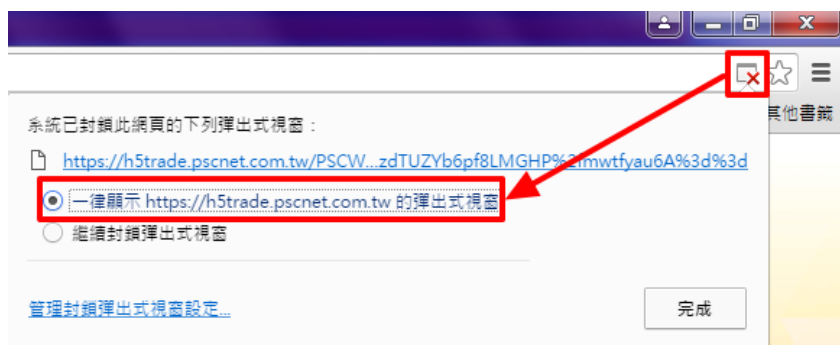 其他書籤
系統已封鎖此網頁的下列彈出式視窗：
https://h5trade.pscnet.com.tw/PSCW...zdTUZYb6pf8LMGHP%2fmwtfyau6A%3d%3d
一律顯示 https://h5trade.pscnet.com.tw 的彈出式視窗
繼續封鎖彈出式視窗
管理封鎖彈出式視窗設定...
完成